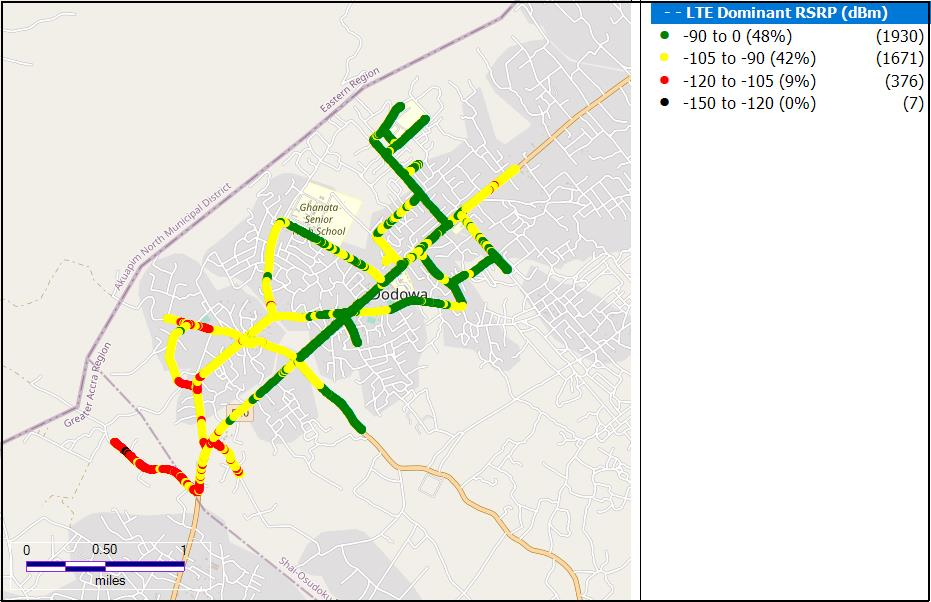 - - LTE Dominant RSRP (dBm)
-90 to 0 (48%) (1930)
-105 to -90 (42%) (1671)
-120 to -105 (9%) (376)
-150 to -120 (0%) (7)
Eastern Region
Akuapim North Municipal District
Ghanata
Senior
School
Dodowa
Greater Accra Region
Shai-Osudoku
0 0.50 1
miles